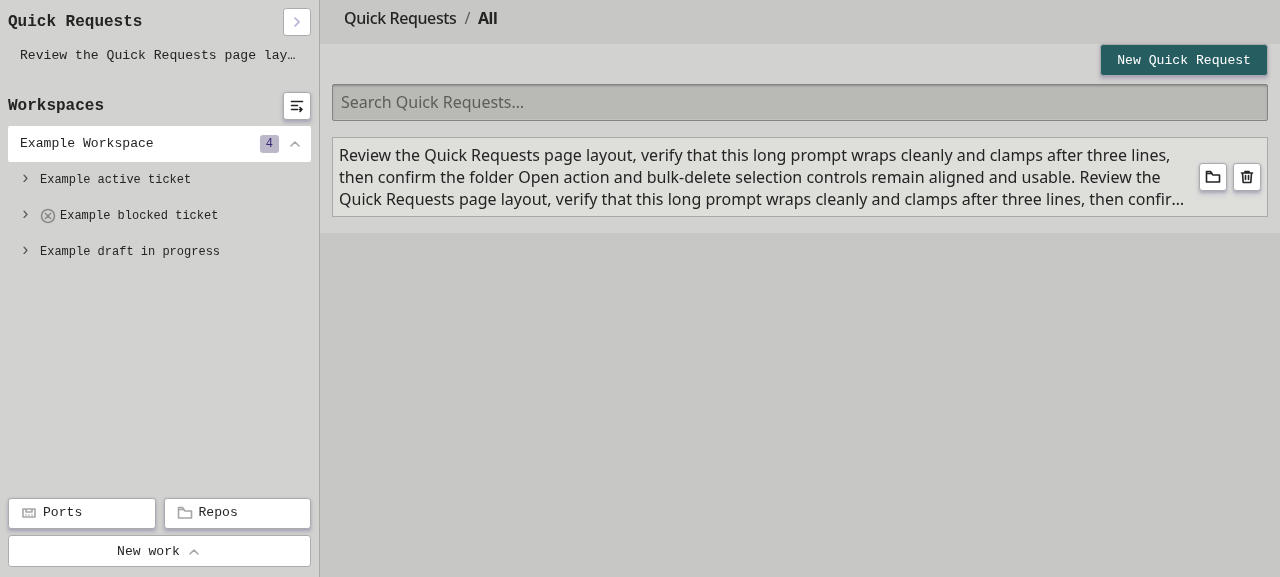 Quick Requests
Review the Quick Requests page lay…
Workspaces
Example Workspace
4
Example active ticket
Example blocked ticket
Example draft in progress
Ports
Repos
New work
Quick Requests / All
New Quick Request
Search Quick Requests...
Review the Quick Requests page layout, verify that this long prompt wraps cleanly and clamps after three lines,
then confirm the folder Open action and bulk-delete selection controls remain aligned and usable. Review the
Quick Requests page layout, verify that this long prompt wraps cleanly and clamps after three lines, then confir…